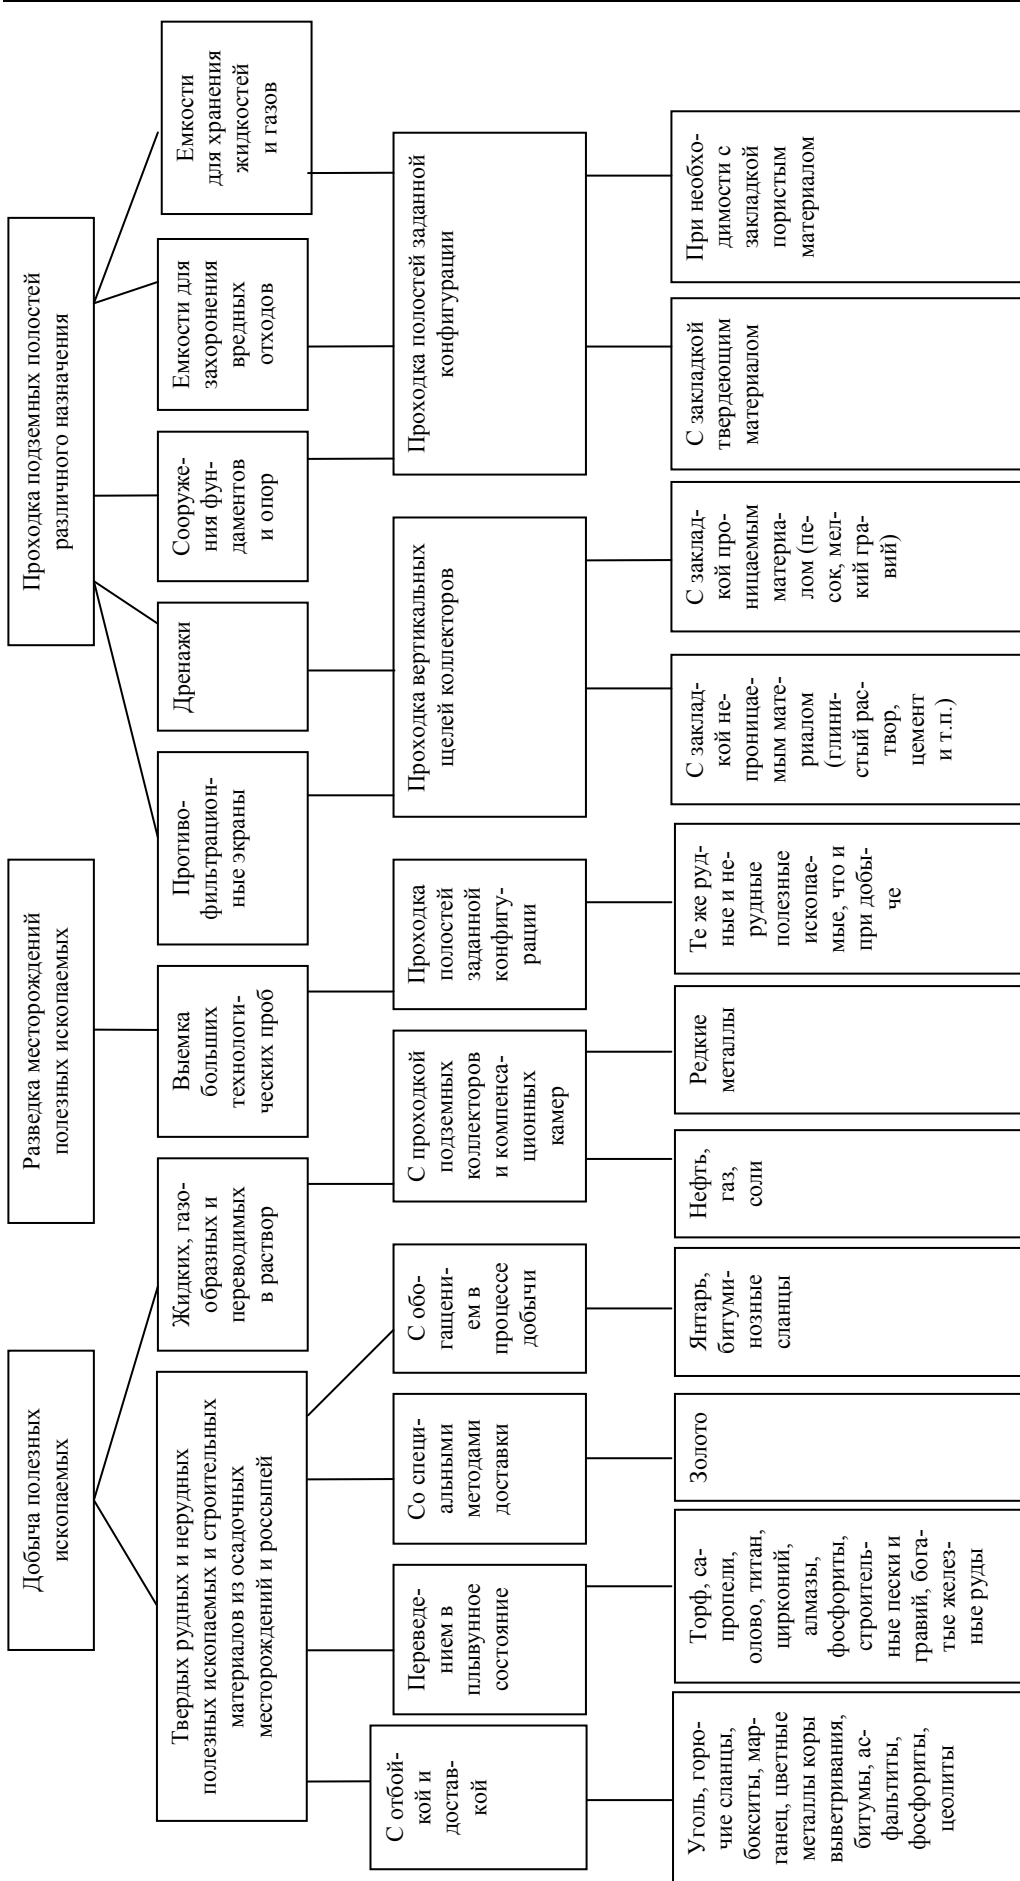 Добыча полезных
ископаемых
Разведка месторождений
полезных ископаемых
Проходка подземных полостей
различного назначения
Твердых рудных и нерудных
полезных ископаемых и строительных
материалов из осадочных
месторождений и россыпей
Жидких, газо-
образных и
переводимых
в раствор
Выемка
больших
технологи-
ческих проб
Противо-
фильтрацион-
ные экраны
Дренажи
Сооруже-
ния фун-
даментов
и опор
Емкости для
захоронения
вредных
отходов
Емкости
для хранения
жидкостей
и газов
С отбой-
кой и
достав-
кой
Переведе-
нием в
плывунное
состояние
Со специ-
альными
методами
доставки
С обо-
гащени-
ем в
процессе
добычи
С проходкой
подземных
коллекторов
и компенса-
ционных
камер
Проходка
полостей
заданной
конфигу-
рации
Проходка вертикальных
щелей коллекторов
Проходка полостей заданной
конфигурации
Уголь, горю-
чие сланцы,
бокситы, мар-
ганец, цветные
металлы коры
выветривания,
битумы, ас-
фальтиты,
фосфориты,
цеолиты
Торф, са-
пропели,
олово, титан,
цирконий,
алмазы,
фосфориты,
строитель-
ные пески и
гравий, бога-
тые желез-
ные руды
Золото
Янтарь,
битуми-
нозные
сланцы
Нефть,
газ,
соли
Редкие
металлы
Те же руд-
ные и не-
рудные
полезные
ископае-
мые, что и
при добы-
че
С заклад-
кой не-
проницае-
мым мате-
риалом
(глини-
стый рас-
твор,
цемент
и т.п.)
С заклад-
кой про-
ницаемым
материа-
лом (пе-
сок, мел-
кий гра-
вий)
С закладкой
твердеющим
материалом
При необхо-
димости с
закладкой
пористым
материалом